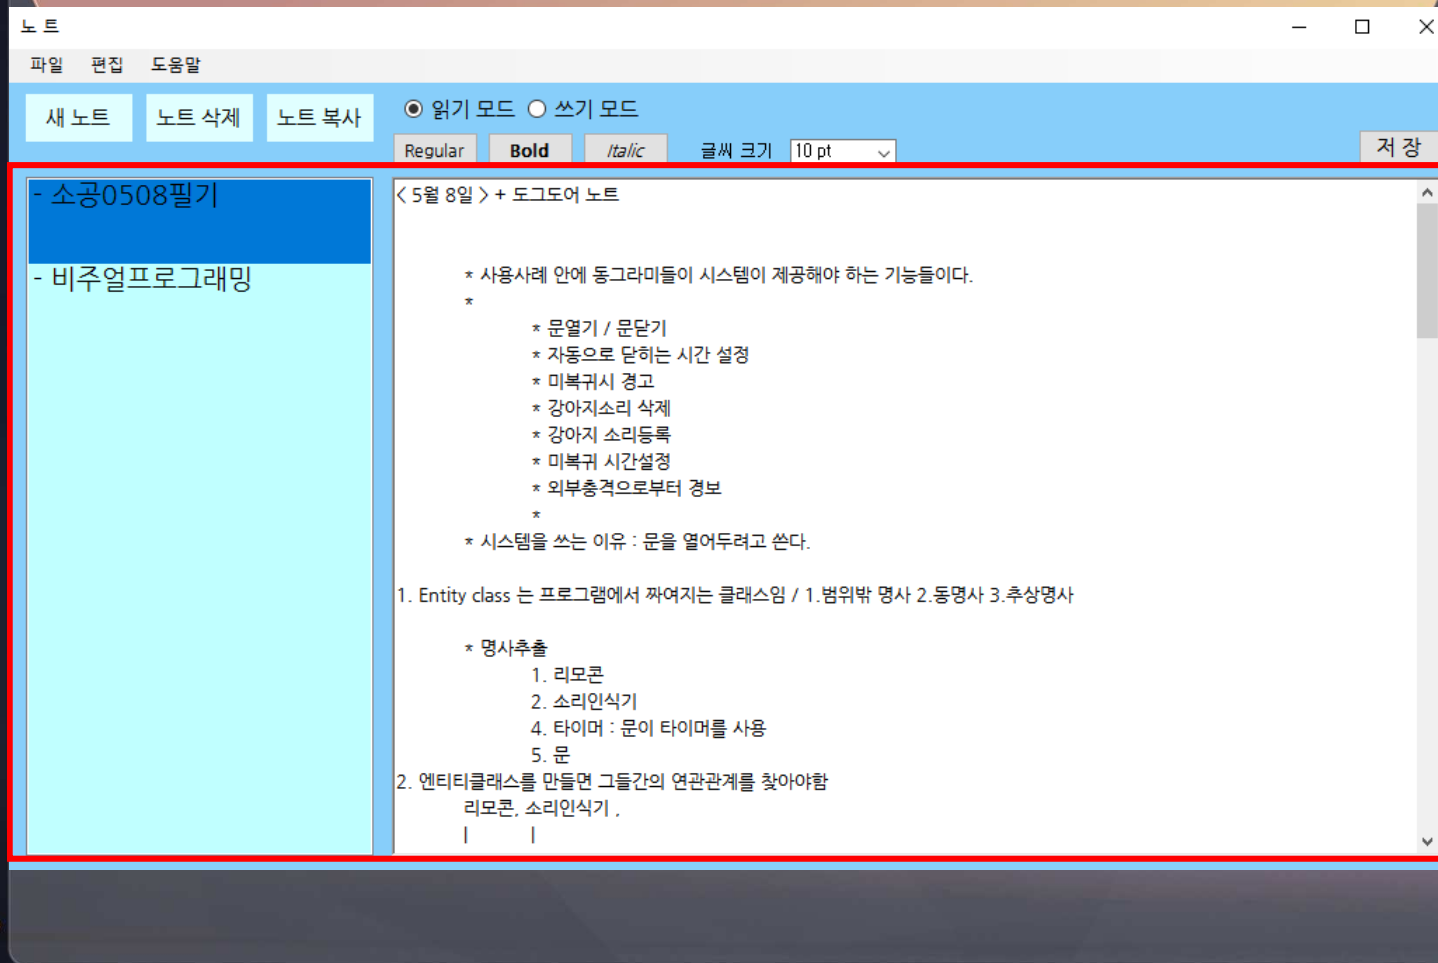 노 트
파일 편집 도움말
새 노트 노트 삭제 노트 복사
읽기 모드 쓰기 모드
Regular Bold Italic 글씨 크기 10 pt 저 장
- 소공0508필기
- 비주얼프로그래밍
< 5월 8일 > + 도그도어 노트
* 사용사례 안에 동그라미들이 시스템이 제공해야 하는 기능들이다.
*
* 문열기 / 문닫기
* 자동으로 닫히는 시간 설정
* 미복귀시 경고
* 강아지소리 삭제
* 강아지 소리등록
* 미복귀 시간설정
* 외부충격으로부터 경보
*
* 시스템을 쓰는 이유 : 문을 열어두려고 쓴다.
1. Entity class 는 프로그램에서 짜여지는 클래스임 / 1.범위밖 명사 2.동명사 3.추상명사
* 명사추출
1. 리모콘
2. 소리인식기
4. 타이머 : 문이 타이머를 사용
5. 문
2. 엔티티클래스를 만들면 그들간의 연관관계를 찾아야함
리모콘, 소리인식기 ,
| |